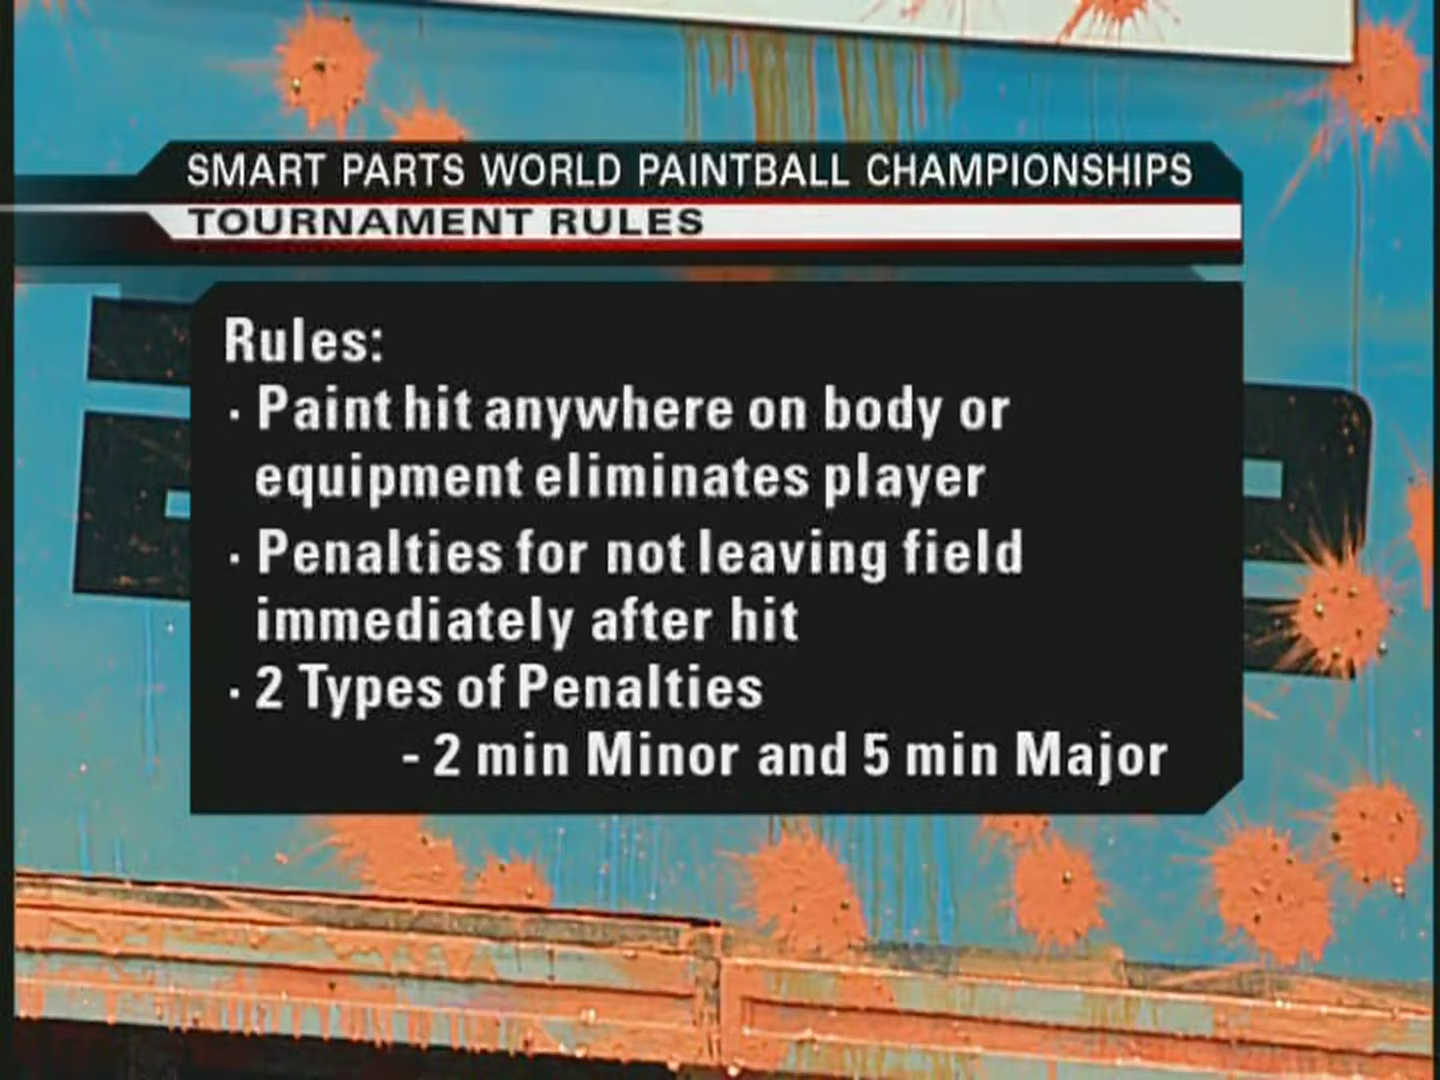 SMART PARTS WORLD PAINTBALL CHAMPIONSHIPS
TOURNAMENT RULES
Rules:
· Paint hit anywhere on body or
equipment eliminates player
· Penalties for not leaving field
immediately after hit
· 2 Types of Penalties
- 2 min Minor and 5 min Major